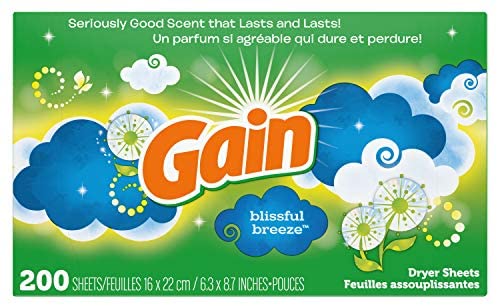 Seriously Good Scent that Lasts and Lasts!
Un parfum si agréable qui dure et perdure!
Gain
blissful
breeze™
200 SHEETS/FEUILLES 16 x 22 cm / 6.3 x 8.7 INCHES•POUCES
Dryer Sheets
Feuilles assouplissantes